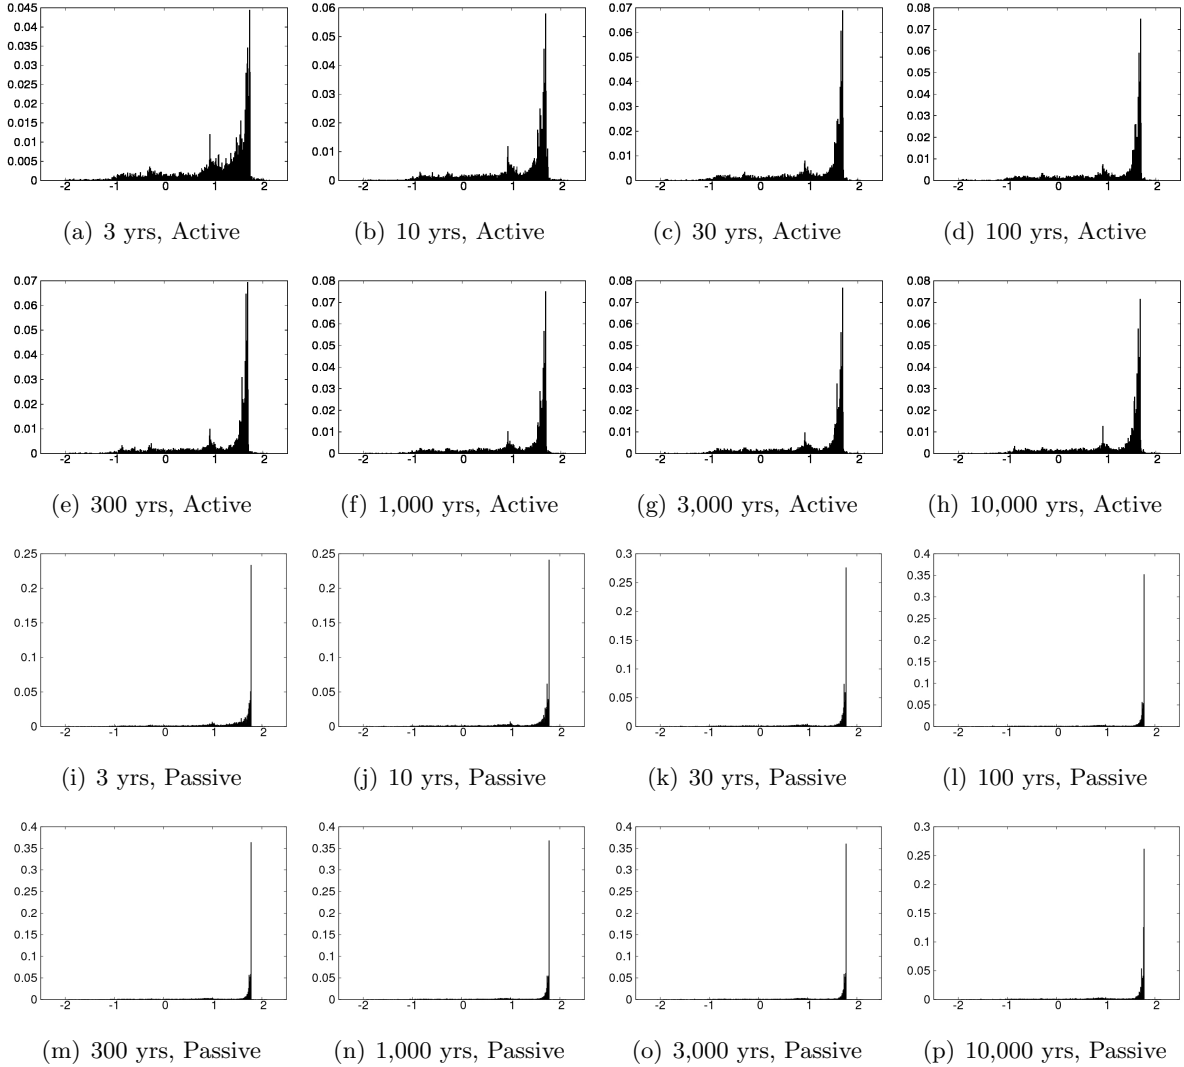 0.045 0.04 0.035 0.03 0.025 0.02 0.015 0.01 0.005 0
-2 -1 0 1 2
(a) 3 yrs, Active
0.06 0.05 0.04 0.03 0.02 0.01 0
-2 -1 0 1 2
(b) 10 yrs, Active
0.07 0.06 0.05 0.04 0.03 0.02 0.01 0
-2 -1 0 1 2
(c) 30 yrs, Active
0.08 0.07 0.06 0.05 0.04 0.03 0.02 0.01 0
-2 -1 0 1 2
(d) 100 yrs, Active
0.07 0.06 0.05 0.04 0.03 0.02 0.01 0
-2 -1 0 1 2
(e) 300 yrs, Active
0.08 0.07 0.06 0.05 0.04 0.03 0.02 0.01 0
-2 -1 0 1 2
(f) 1,000 yrs, Active
0.08 0.07 0.06 0.05 0.04 0.03 0.02 0.01 0
-2 -1 0 1 2
(g) 3,000 yrs, Active
0.08 0.07 0.06 0.05 0.04 0.03 0.02 0.01 0
-2 -1 0 1 2
(h) 10,000 yrs, Active
0.25 0.2 0.15 0.1 0.05 0
-2 -1 0 1 2
(i) 3 yrs, Passive
0.25 0.2 0.15 0.1 0.05 0
-2 -1 0 1 2
(j) 10 yrs, Passive
0.3 0.25 0.2 0.15 0.1 0.05 0
-2 -1 0 1 2
(k) 30 yrs, Passive
0.4 0.35 0.3 0.25 0.2 0.15 0.1 0.05 0
-2 -1 0 1 2
(l) 100 yrs, Passive
0.4 0.35 0.3 0.25 0.2 0.15 0.1 0.05 0
-2 -1 0 1 2
(m) 300 yrs, Passive
0.4 0.35 0.3 0.25 0.2 0.15 0.1 0.05 0
-2 -1 0 1 2
(n) 1,000 yrs, Passive
0.4 0.35 0.3 0.25 0.2 0.15 0.1 0.05 0
-2 -1 0 1 2
(o) 3,000 yrs, Passive
0.3 0.25 0.2 0.15 0.1 0.05 0
-2 -1 0 1 2
(p) 10,000 yrs, Passive